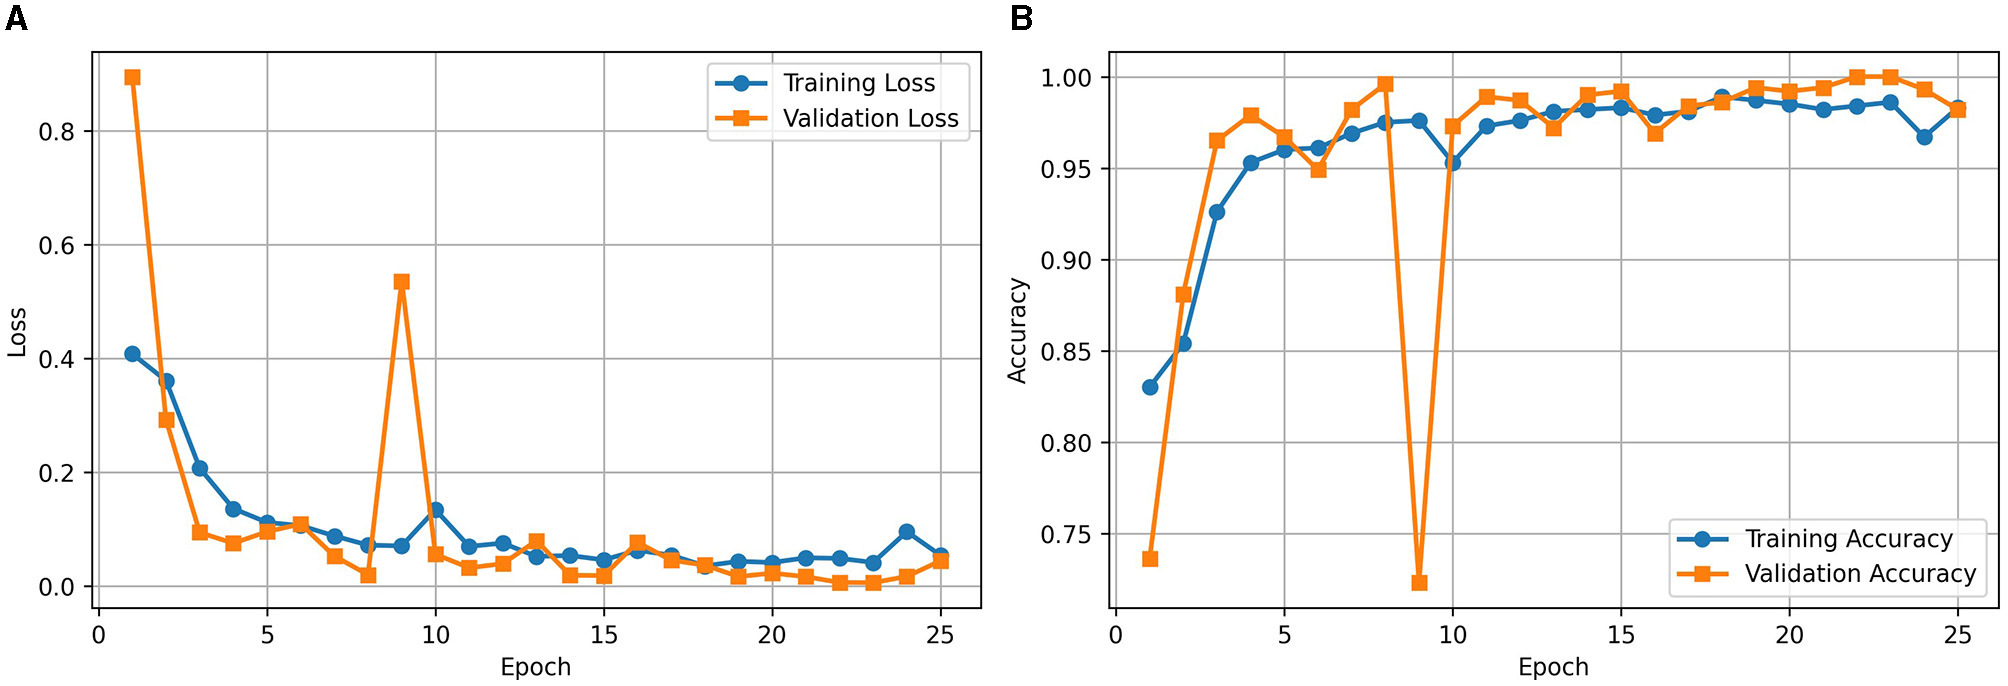 A
Training Loss
Validation Loss
0.8
0.6
0.4
0.2
0.0
Loss
0
5
10
15
20
25
Epoch
B
1.00
0.95
0.90
0.85
0.80
0.75
Accuracy
Training Accuracy
Validation Accuracy
0
5
10
15
20
25
Epoch